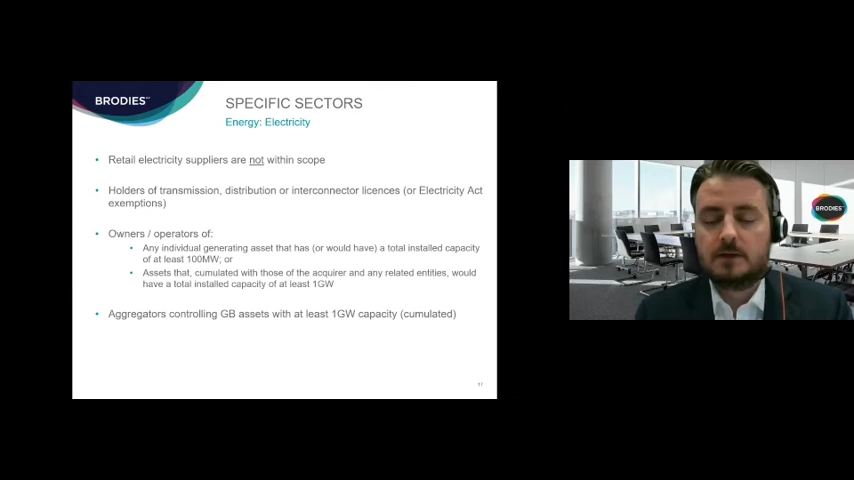 BRODIES LLP
SPECIFIC SECTORS
Energy: Electricity
• Retail electricity suppliers are not within scope
• Holders of transmission, distribution or interconnector licences (or Electricity Act
exemptions)
• Owners / operators of:
• Any individual generating asset that has (or would have) a total installed capacity
of at least 100MW; or
• Assets that, cumulated with those of the acquirer and any related entities, would
have a total installed capacity of at least 1GW
• Aggregators controlling GB assets with at least 1GW capacity (cumulated)
BRODIES